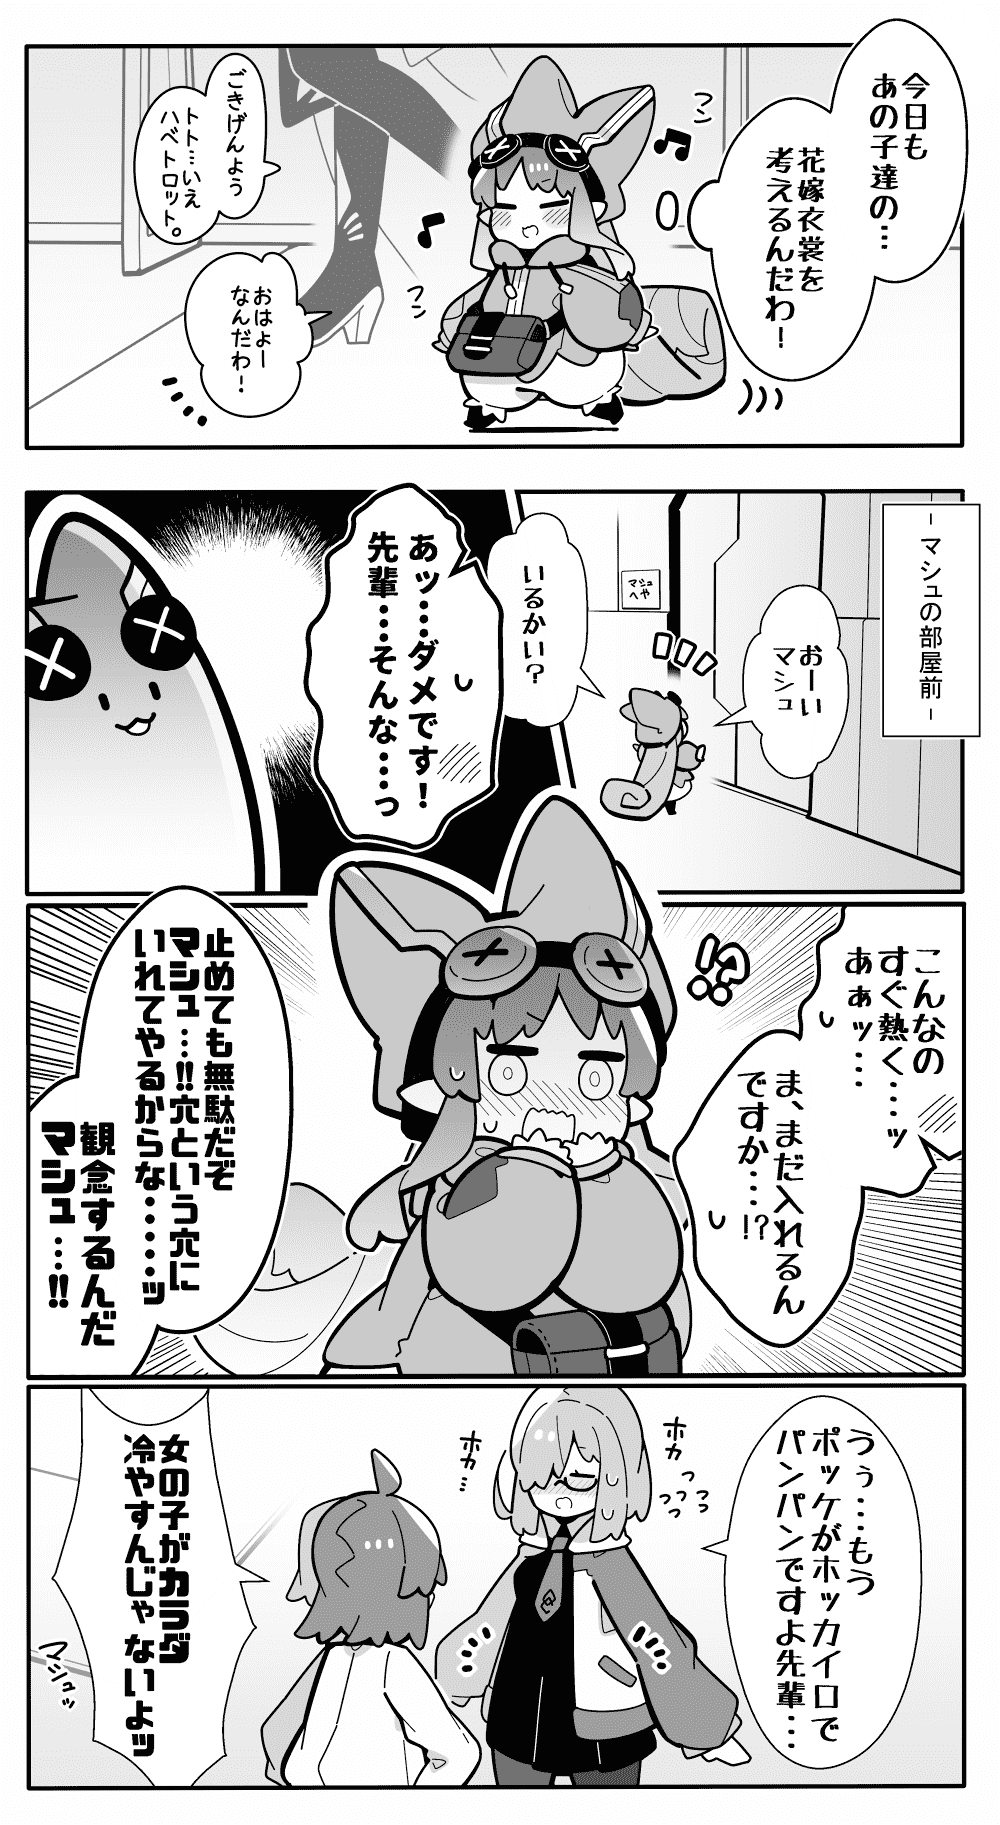 今日も
あの子達の…
花嫁衣裳を
考えるんだわ！
フン
フン
ごきげんよう
トト…いえ
ハベトロット。
おはよー
なんだわ！
- マシュの部屋前 -
おーい
マシュ
マシュ
へや
いるかい？
あッ…ダメです！
先輩…そんな…っ
こんなの
すぐ熱く…ッ
あぁッ…
!?
ま、まだ入れるん
ですか…!?
止めても無駄だぞ
マシュ…!!穴という穴に
いれてやるからな……ッ
観念するんだ
マシュ…!!
うぅ…もう
ポッケがホッカイロで
パンパンですよ先輩…
ホカ
っつっつ
っつっつ
ホカ…
女の子がカラダ
冷やすんじゃないよッ
マシュッ